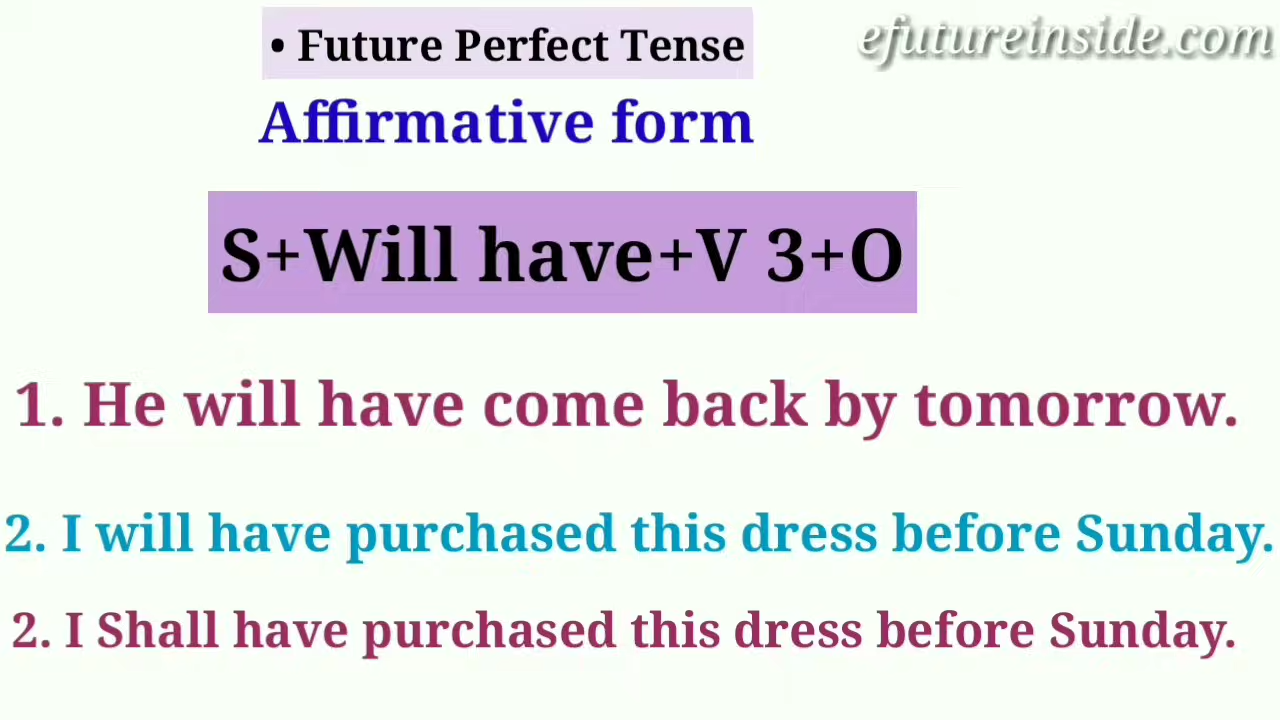 • Future Perfect Tense
efutureinside.com
Affirmative form
S+Will have+V 3+O
1. He will have come back by tomorrow.
2. I will have purchased this dress before Sunday.
2. I Shall have purchased this dress before Sunday.